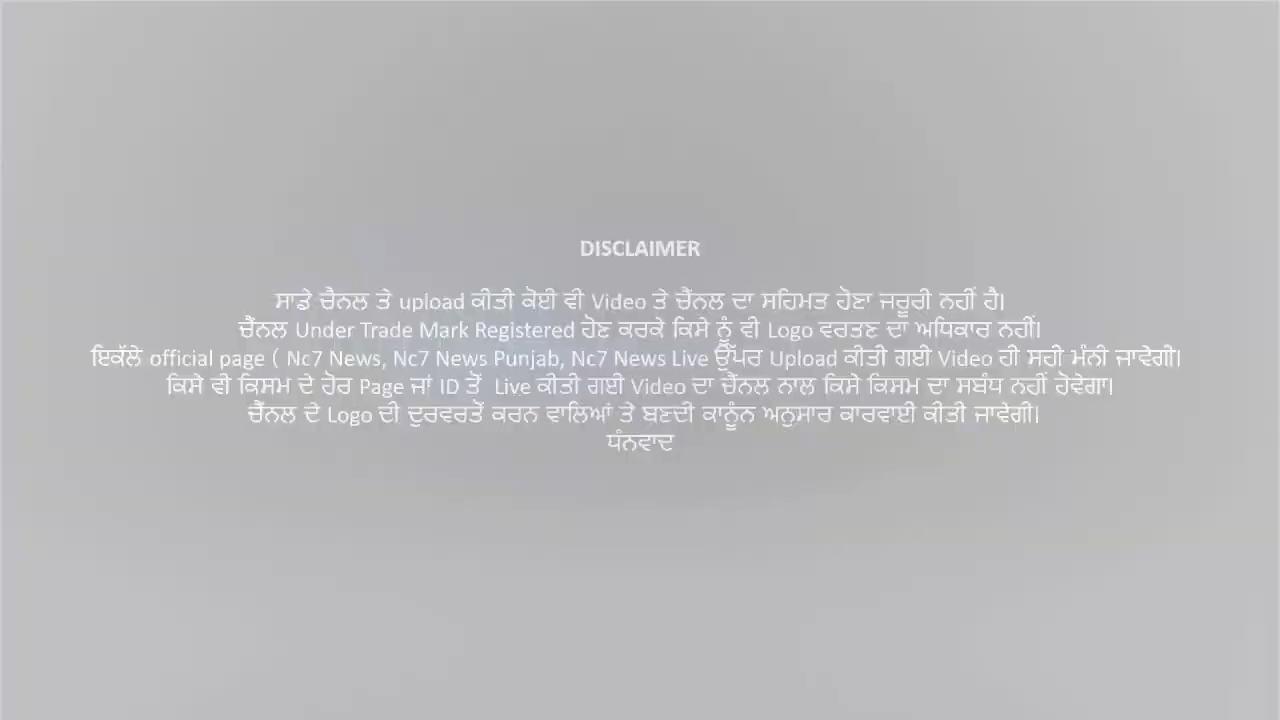 DISCLAIMER
ਸਾਡੇ ਚੈਨਲ ਤੇ upload ਕੀਤੀ ਕੋਈ ਵੀ Video ਤੇ ਚੈੱਨਲ ਦਾ ਸਹਿਮਤ ਹੋਣਾ ਜਰੂਰੀ ਨਹੀਂ ਹੈ।
ਚੈੱਨਲ Under Trade Mark Registered ਹੋਣ ਕਰਕੇ ਕਿਸੇ ਨੂੰ ਵੀ Logo ਵਰਤਣ ਦਾ ਅਧਿਕਾਰ ਨਹੀਂ।
ਇਕੱਲੇ official page ( Nc7 News, Nc7 News Punjab, Nc7 News Live ਉੱਪਰ Upload ਕੀਤੀ ਗਈ Video ਹੀ ਸਹੀ ਮੰਨੀ ਜਾਵੇਗੀ।
ਕਿਸੇ ਵੀ ਕਿਸਮ ਦੇ ਹੋਰ Page ਜਾਂ ID ਤੋਂ Live ਕੀਤੀ ਗਈ Video ਦਾ ਚੈੱਨਲ ਨਾਲ ਕਿਸੇ ਕਿਸਮ ਦਾ ਸਬੰਧ ਨਹੀਂ ਹੋਵੇਗਾ।
ਚੈੱਨਲ ਦੇ Logo ਦੀ ਦੁਰਵਰਤੋਂ ਕਰਨ ਵਾਲਿਆਂ ਤੇ ਬਣਦੀ ਕਾਨੂੰਨ ਅਨੁਸਾਰ ਕਾਰਵਾਈ ਕੀਤੀ ਜਾਵੇਗੀ।
ਧੰਨਵਾਦ